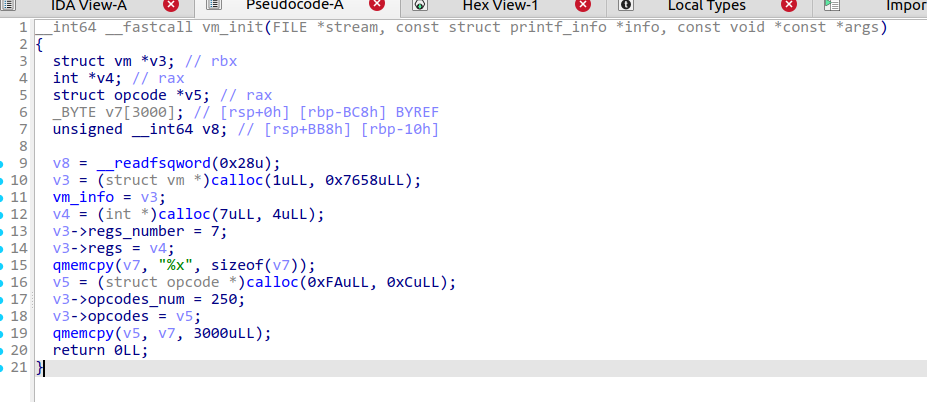 IDA View-A Pseudocode-A Hex View-1 Local Types Impor
1 __int64 __fastcall vm_init(FILE *stream, const struct printf_info *info, const void *const *args)
2 {
3 struct vm *v3; // rbx
4 int *v4; // rax
5 struct opcode *v5; // rax
6 _BYTE v7[3000]; // [rsp+0h] [rbp-BC8h] BYREF
7 unsigned __int64 v8; // [rsp+BB8h] [rbp-10h]
8
9 v8 = __readfsqword(0x28u);
10 v3 = (struct vm *)calloc(1uLL, 0x7658uLL);
11 vm_info = v3;
12 v4 = (int *)calloc(7uLL, 4uLL);
13 v3->regs_number = 7;
14 v3->regs = v4;
15 qmemcpy(v7, "%x", sizeof(v7));
16 v5 = (struct opcode *)calloc(0xFAuLL, 0xCuLL);
17 v3->opcodes_num = 250;
18 v3->opcodes = v5;
19 qmemcpy(v5, v7, 3000uLL);
20 return 0LL;
21 }